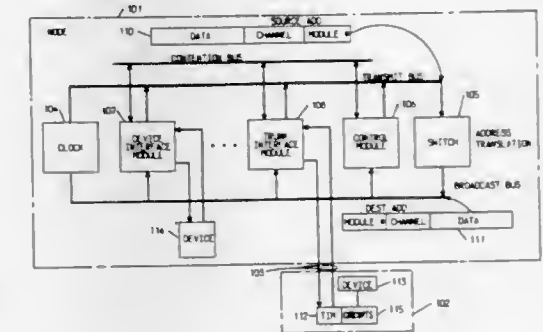 101
SOURCE ADD
NODE
110
DATA CHANNEL MODULE #
CONTENTION BUS
TRANSMIT BUS
104
107
108
106
105
CLOCK
DEVICE INTERFACE MODULE
INTERFACE MODULE
CONTROL MODULE
SWITCH
ADDRESS TRANSLATION
BROADCAST BUS
DEST ADD
MODULE # CHANNEL DATA
111
114
DEVICE
103
DEVICE
113
112
TIM
115
102